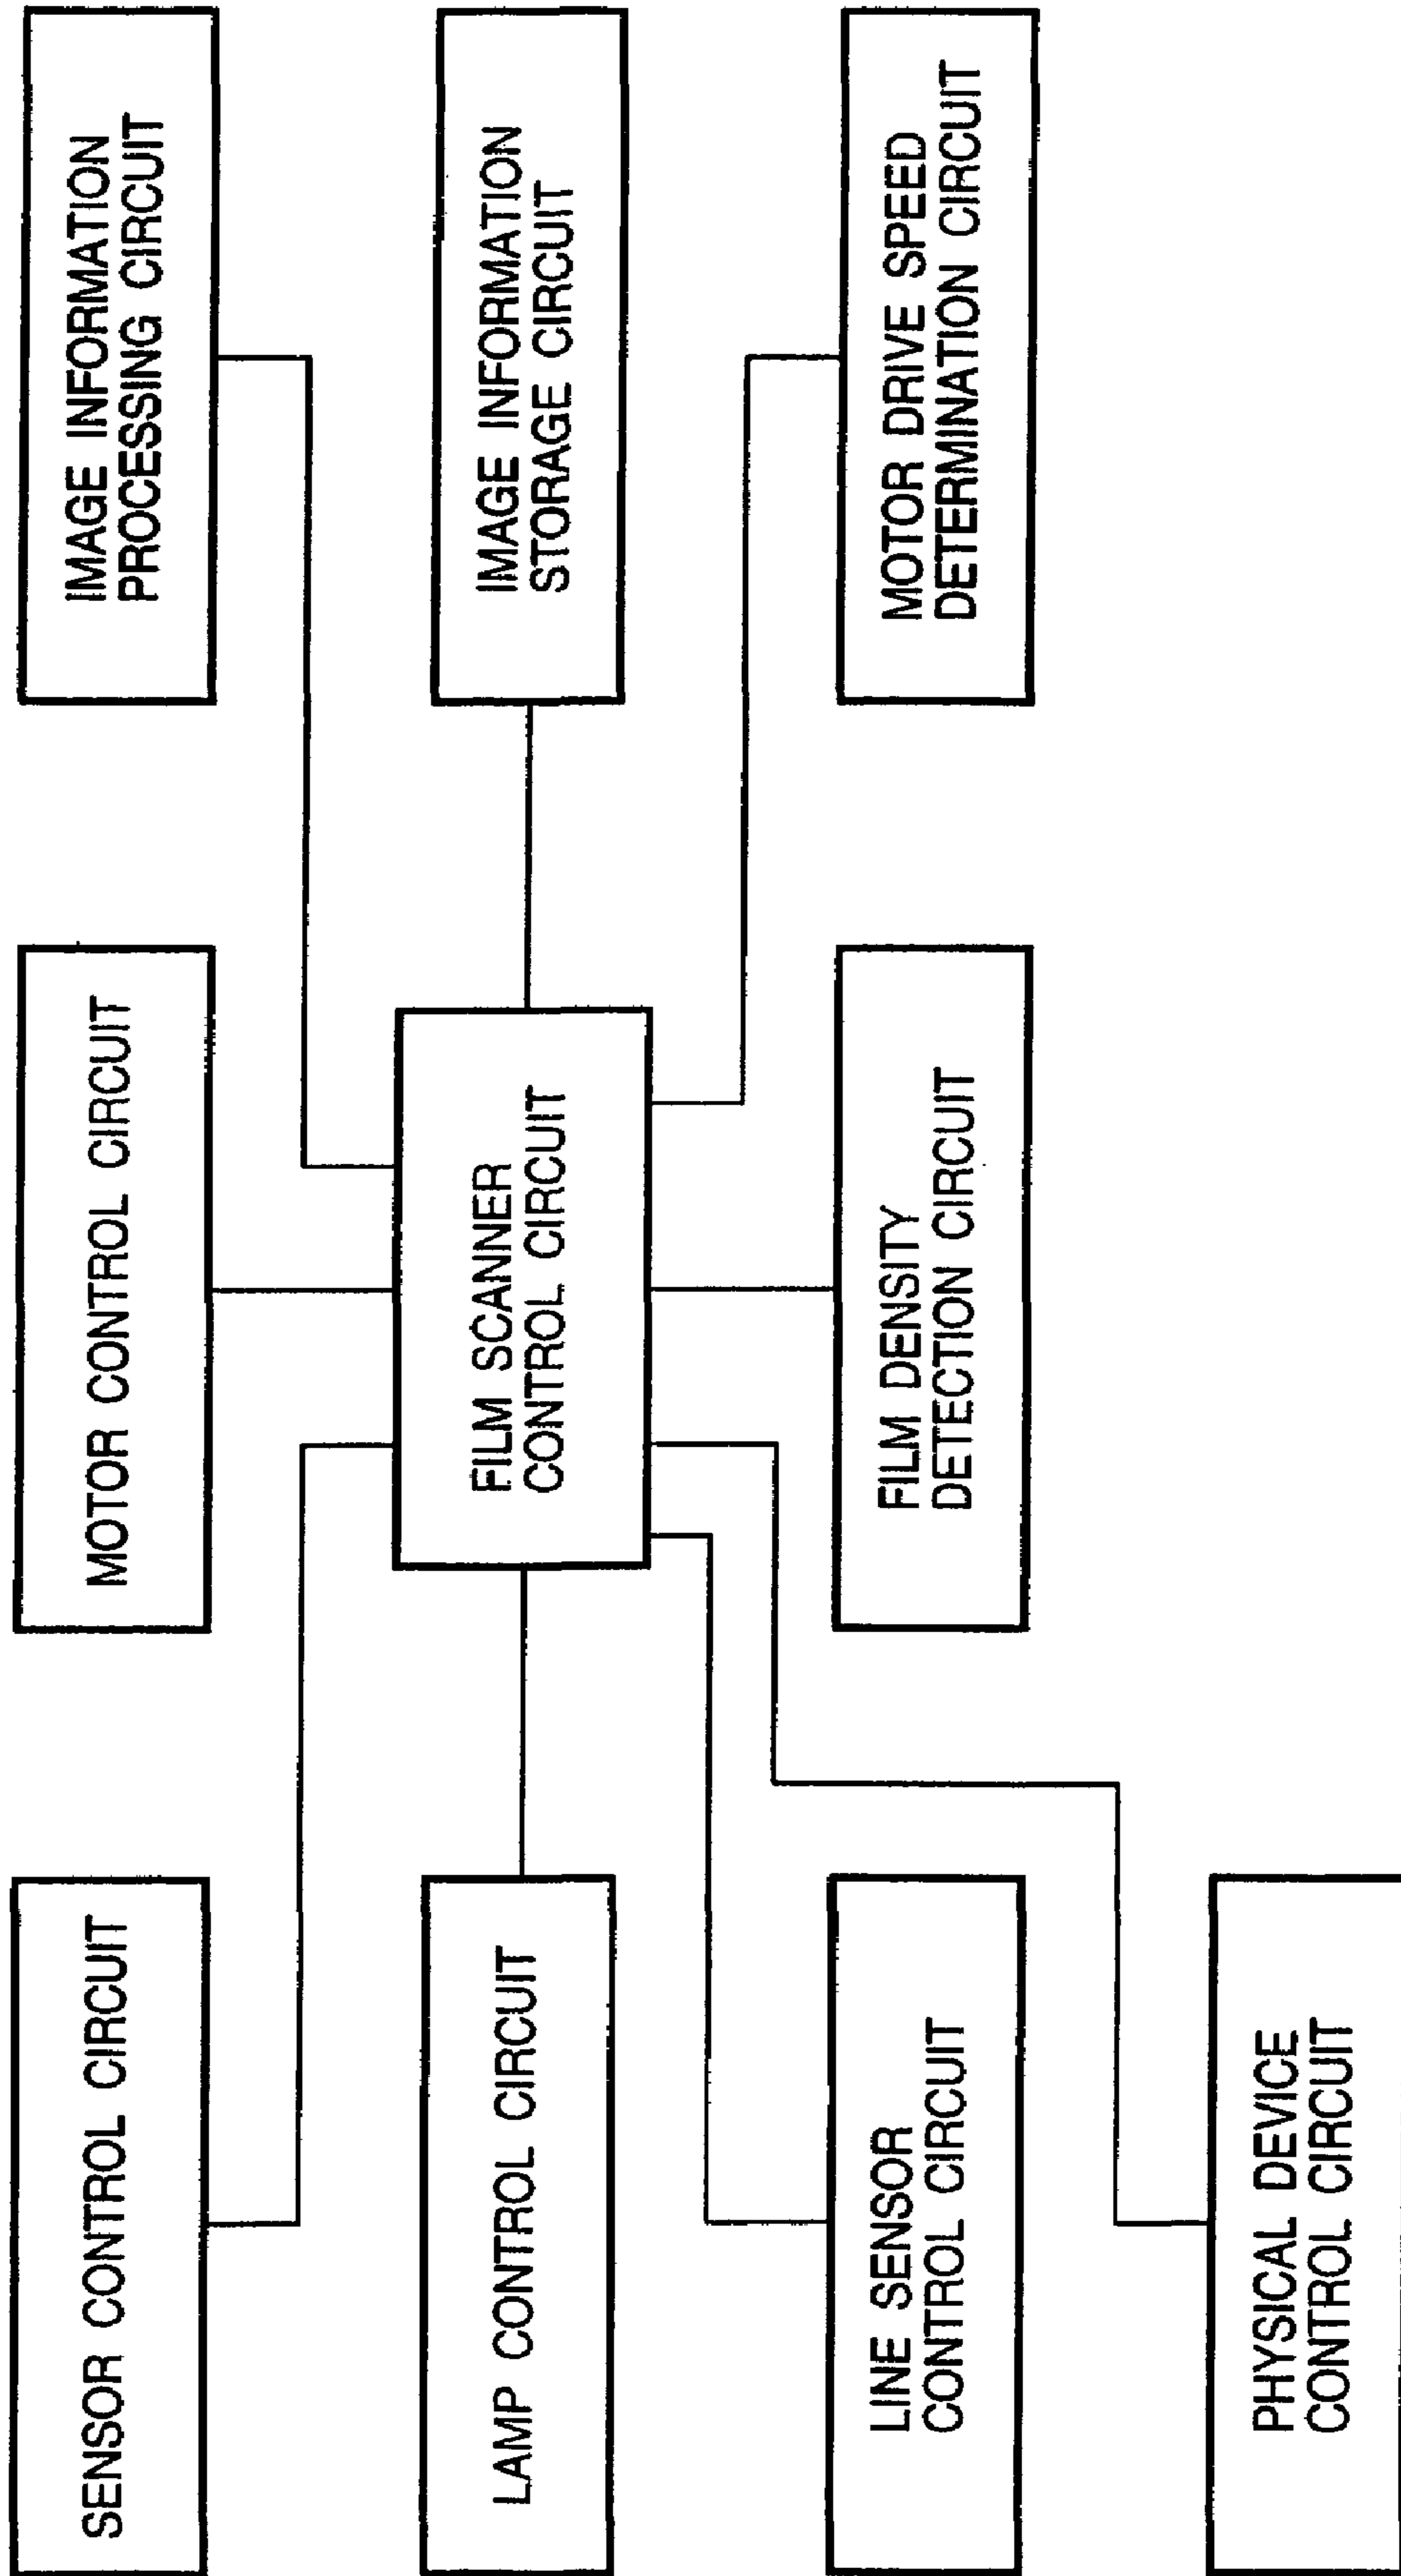 SENSOR CONTROL CIRCUIT
MOTOR CONTROL CIRCUIT
IMAGE INFORMATION
PROCESSING CIRCUIT
LAMP CONTROL CIRCUIT
FILM SCANNER
CONTROL CIRCUIT
IMAGE INFORMATION
STORAGE CIRCUIT
LINE SENSOR
CONTROL CIRCUIT
FILM DENSITY
DETECTION CIRCUIT
MOTOR DRIVE SPEED
DETERMINATION CIRCUIT
PHYSICAL DEVICE
CONTROL CIRCUIT